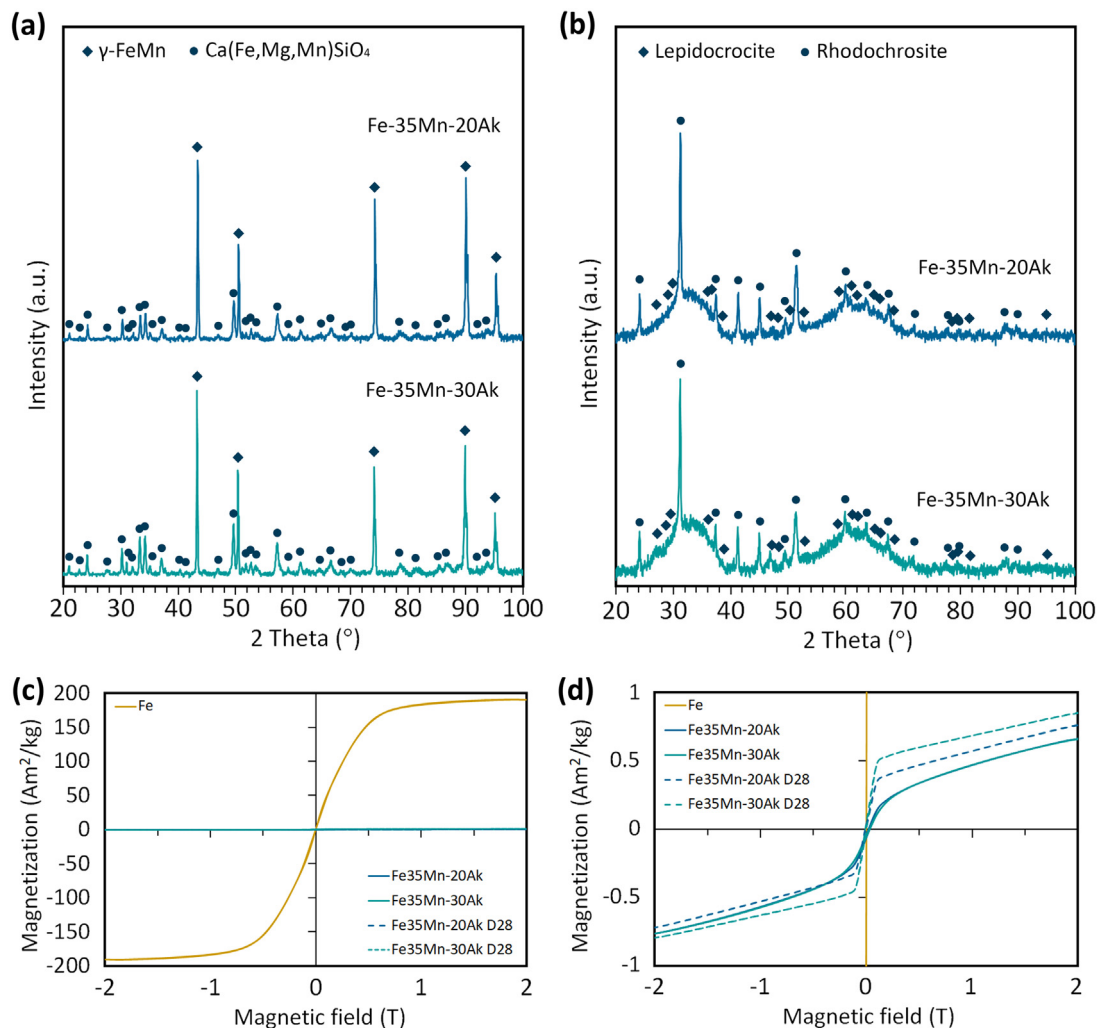 (a)
◆ γ-FeMn ● Ca(Fe,Mg,Mn)SiO₄
Fe-35Mn-20Ak
Fe-35Mn-30Ak
Intensity (a.u.)
20 30 40 50 60 70 80 90 100
2 Theta (°)
(b)
◆ Lepidocrocite ● Rhodochrosite
Fe-35Mn-20Ak
Fe-35Mn-30Ak
Intensity (a.u.)
20 30 40 50 60 70 80 90 100
2 Theta (°)
(c)
Magnetization (Am²/kg)
200
150
100
50
0
-50
-100
-150
-200
Fe
Fe35Mn-20Ak
Fe35Mn-30Ak
Fe35Mn-20Ak D28
Fe35Mn-30Ak D28
-2 -1 0 1 2
Magnetic field (T)
(d)
Magnetization (Am²/kg)
1
0.5
0
-0.5
-1
Fe
Fe35Mn-20Ak
Fe35Mn-30Ak
Fe35Mn-20Ak D28
Fe35Mn-30Ak D28
-2 -1 0 1 2
Magnetic field (T)